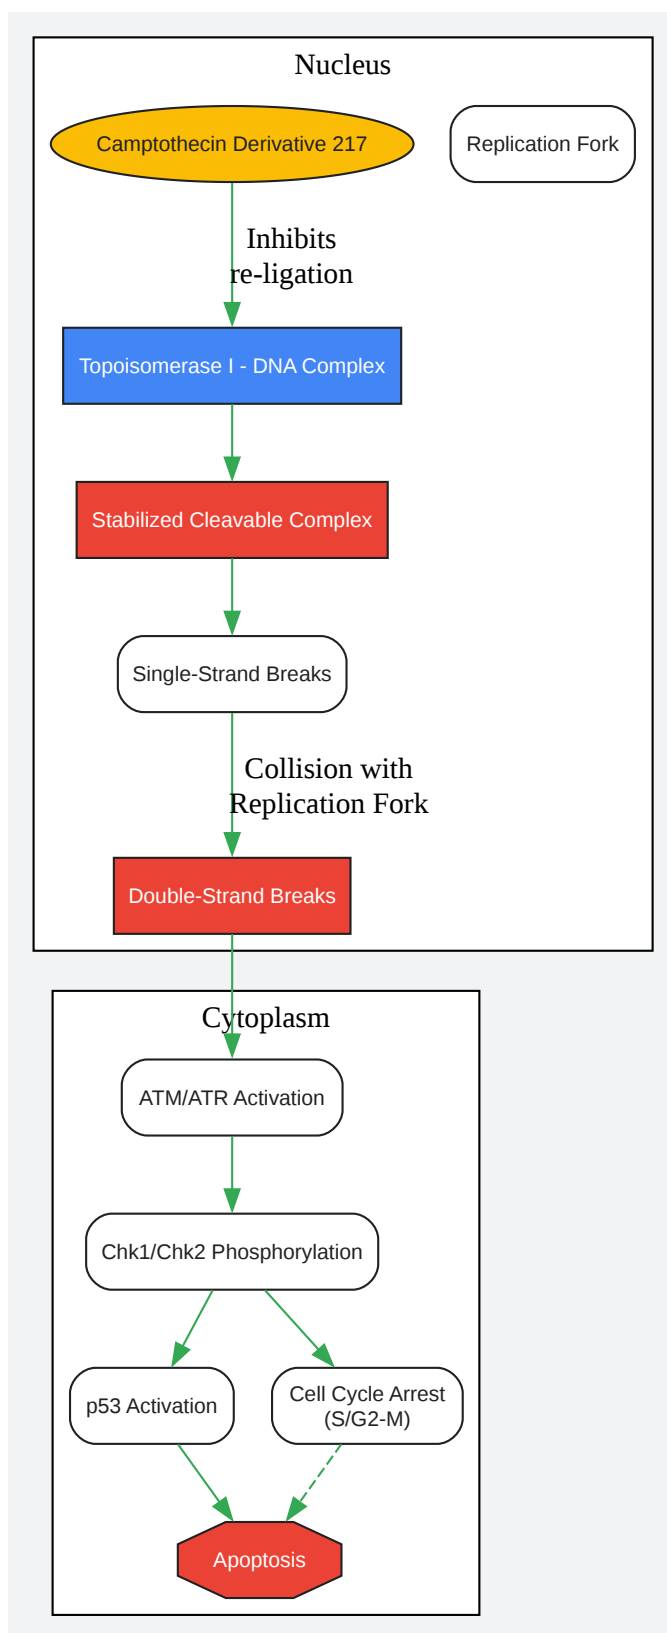 Nucleus
Camptothecin Derivative 217
Replication Fork
Inhibits
re-ligation
Topoisomerase I - DNA Complex
Stabilized Cleavable Complex
Single-Strand Breaks
Collision with
Replication Fork
Double-Strand Breaks
Cytoplasm
ATM/ATR Activation
Chk1/Chk2 Phosphorylation
p53 Activation
Cell Cycle Arrest
(S/G2-M)
Apoptosis